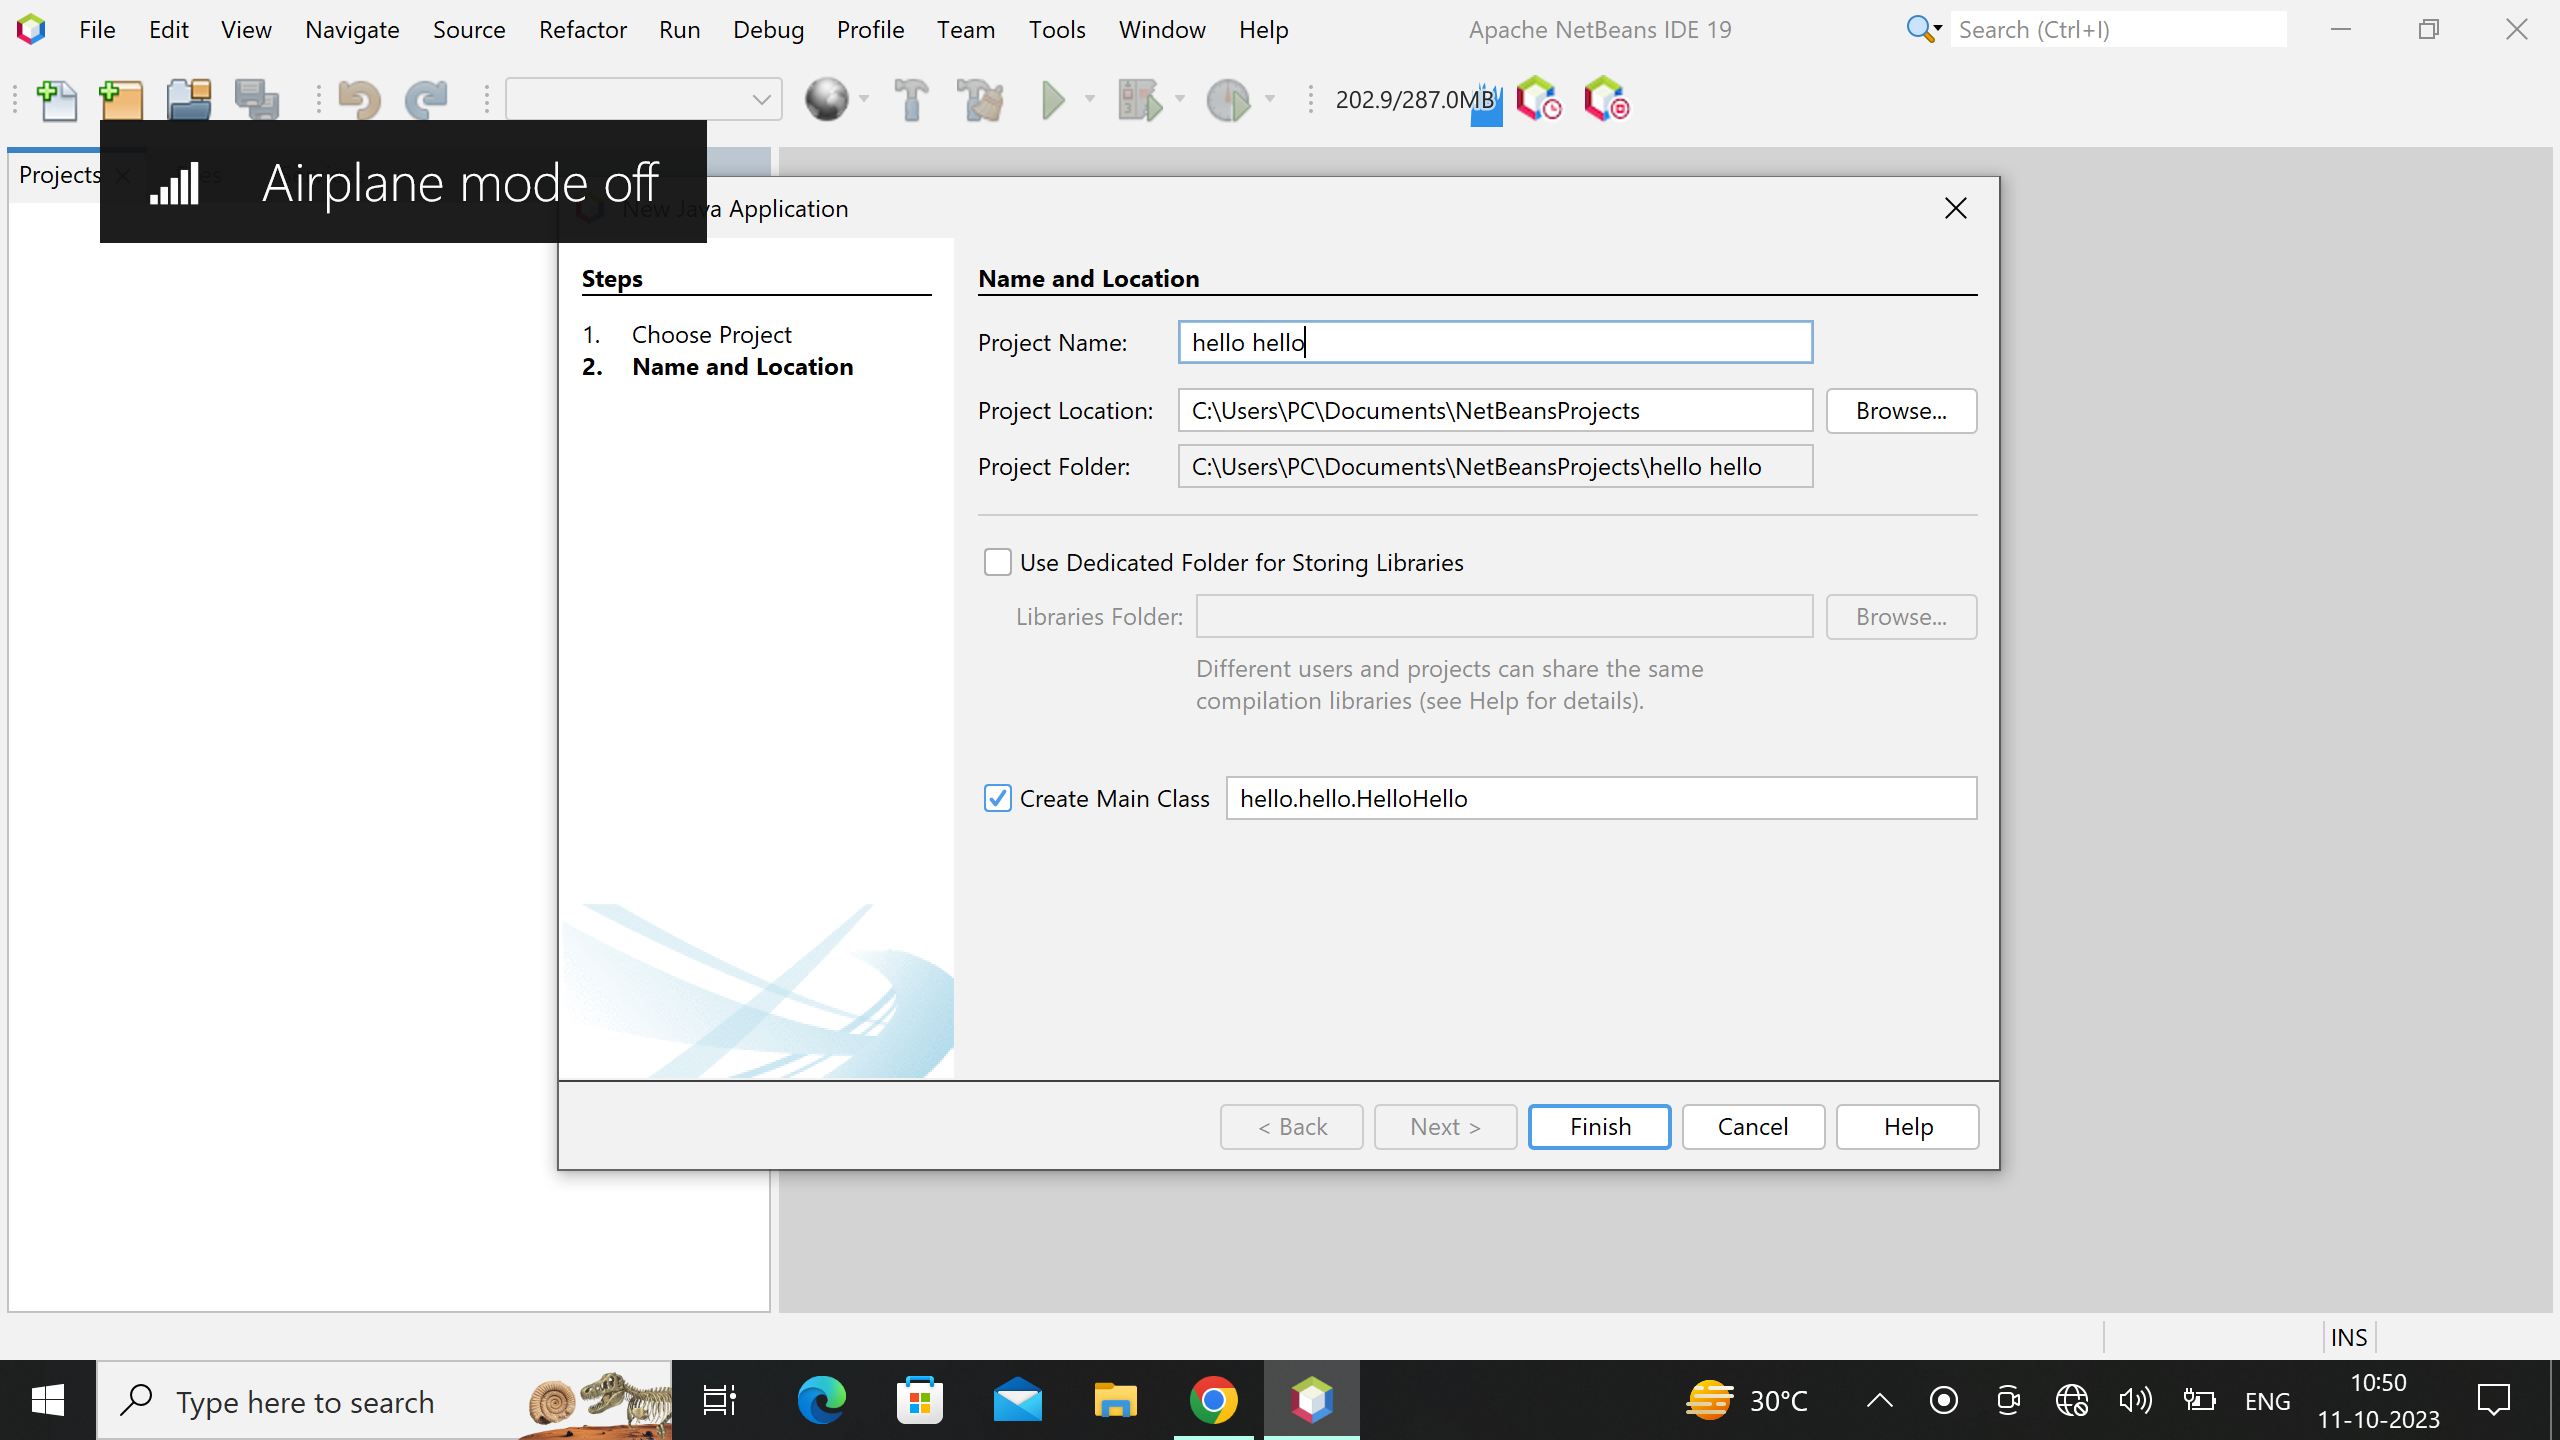 File Edit View Navigate Source Refactor Run Debug Profile Team Tools Window Help Apache NetBeans IDE 19 Search (Ctrl+I)
202.9/287.0MB
Projects
Airplane mode off
New Java Application
Steps
1. Choose Project
2. Name and Location
Name and Location
Project Name: hello hello
Project Location: C:\Users\PC\Documents\NetBeansProjects Browse...
Project Folder: C:\Users\PC\Documents\NetBeansProjects\hello hello
Use Dedicated Folder for Storing Libraries
Libraries Folder: Browse...
Different users and projects can share the same
compilation libraries (see Help for details).
Create Main Class hello.hello.HelloHello
< Back Next > Finish Cancel Help
INS
Type here to search
30°C
ENG
10:50
11-10-2023